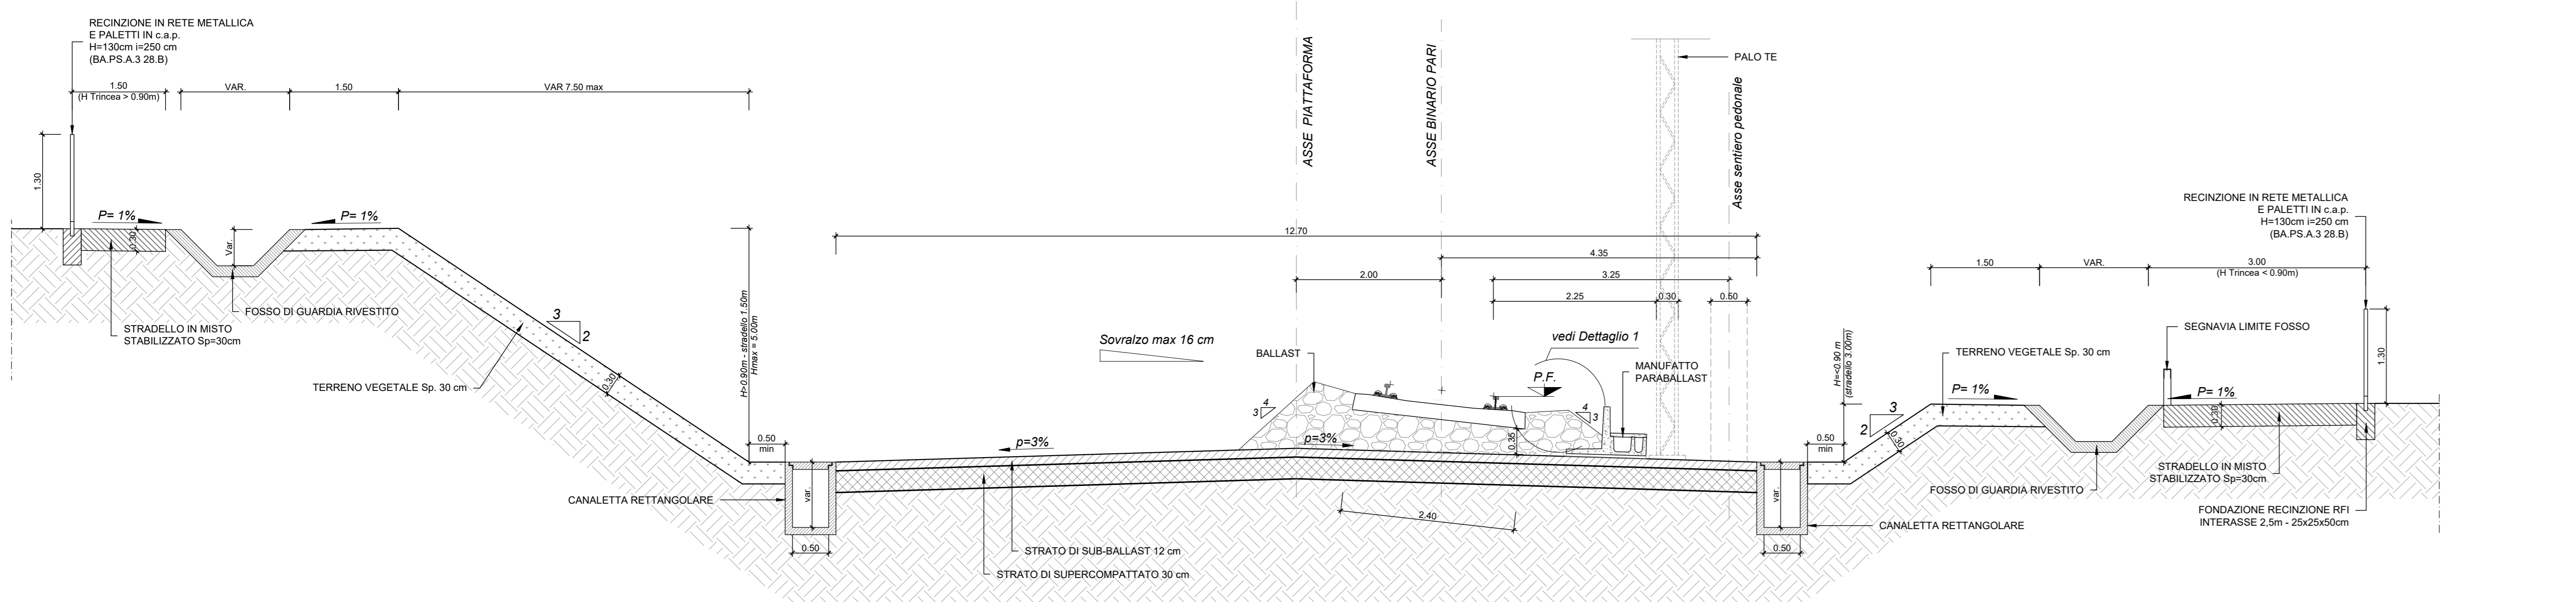 RECINZIONE IN RETE METALLICA
E PALETTI IN c.a.p.
H=130cm i=250 cm
(BA.PS.A.3 28.B)
1.50
(H Trincea > 0.90m)
VAR.
1.50
VAR 7.50 max
1.30
P= 1%
P= 1%
0.30
Var.
FOSSO DI GUARDIA RIVESTITO
STRADELLO IN MISTO
STABILIZZATO Sp=30cm
3
2
TERRENO VEGETALE Sp. 30 cm
0.30
H>0.90m - stradello 1.50m
Hmax = 5.00m
0.50
min
CANALETTA RETTANGOLARE
var.
0.50
ASSE PIATTAFORMA
ASSE BINARIO PARI
PALO TE
Asse sentiero pedonale
12.70
4.35
2.00
3.25
2.25
0.30
0.50
Sovralzo max 16 cm
BALLAST
vedi Dettaglio 1
P.F.
MANUFATTO
PARABALLAST
4
3
4
3
p=3%
p=3%
0.35
2.40
STRATO DI SUB-BALLAST 12 cm
STRATO DI SUPERCOMPATTATO 30 cm
H=<0.90 m
(stradello 3.00m)
0.50
min
3
2
0.30
var.
0.50
CANALETTA RETTANGOLARE
RECINZIONE IN RETE METALLICA
E PALETTI IN c.a.p.
H=130cm i=250 cm
(BA.PS.A.3 28.B)
1.50
VAR.
3.00
(H Trincea < 0.90m)
SEGNAVIA LIMITE FOSSO
TERRENO VEGETALE Sp. 30 cm
1.30
P= 1%
P= 1%
0.30
STRADELLO IN MISTO
STABILIZZATO Sp=30cm
FOSSO DI GUARDIA RIVESTITO
FONDAZIONE RECINZIONE RFI
INTERASSE 2,5m - 25x25x50cm